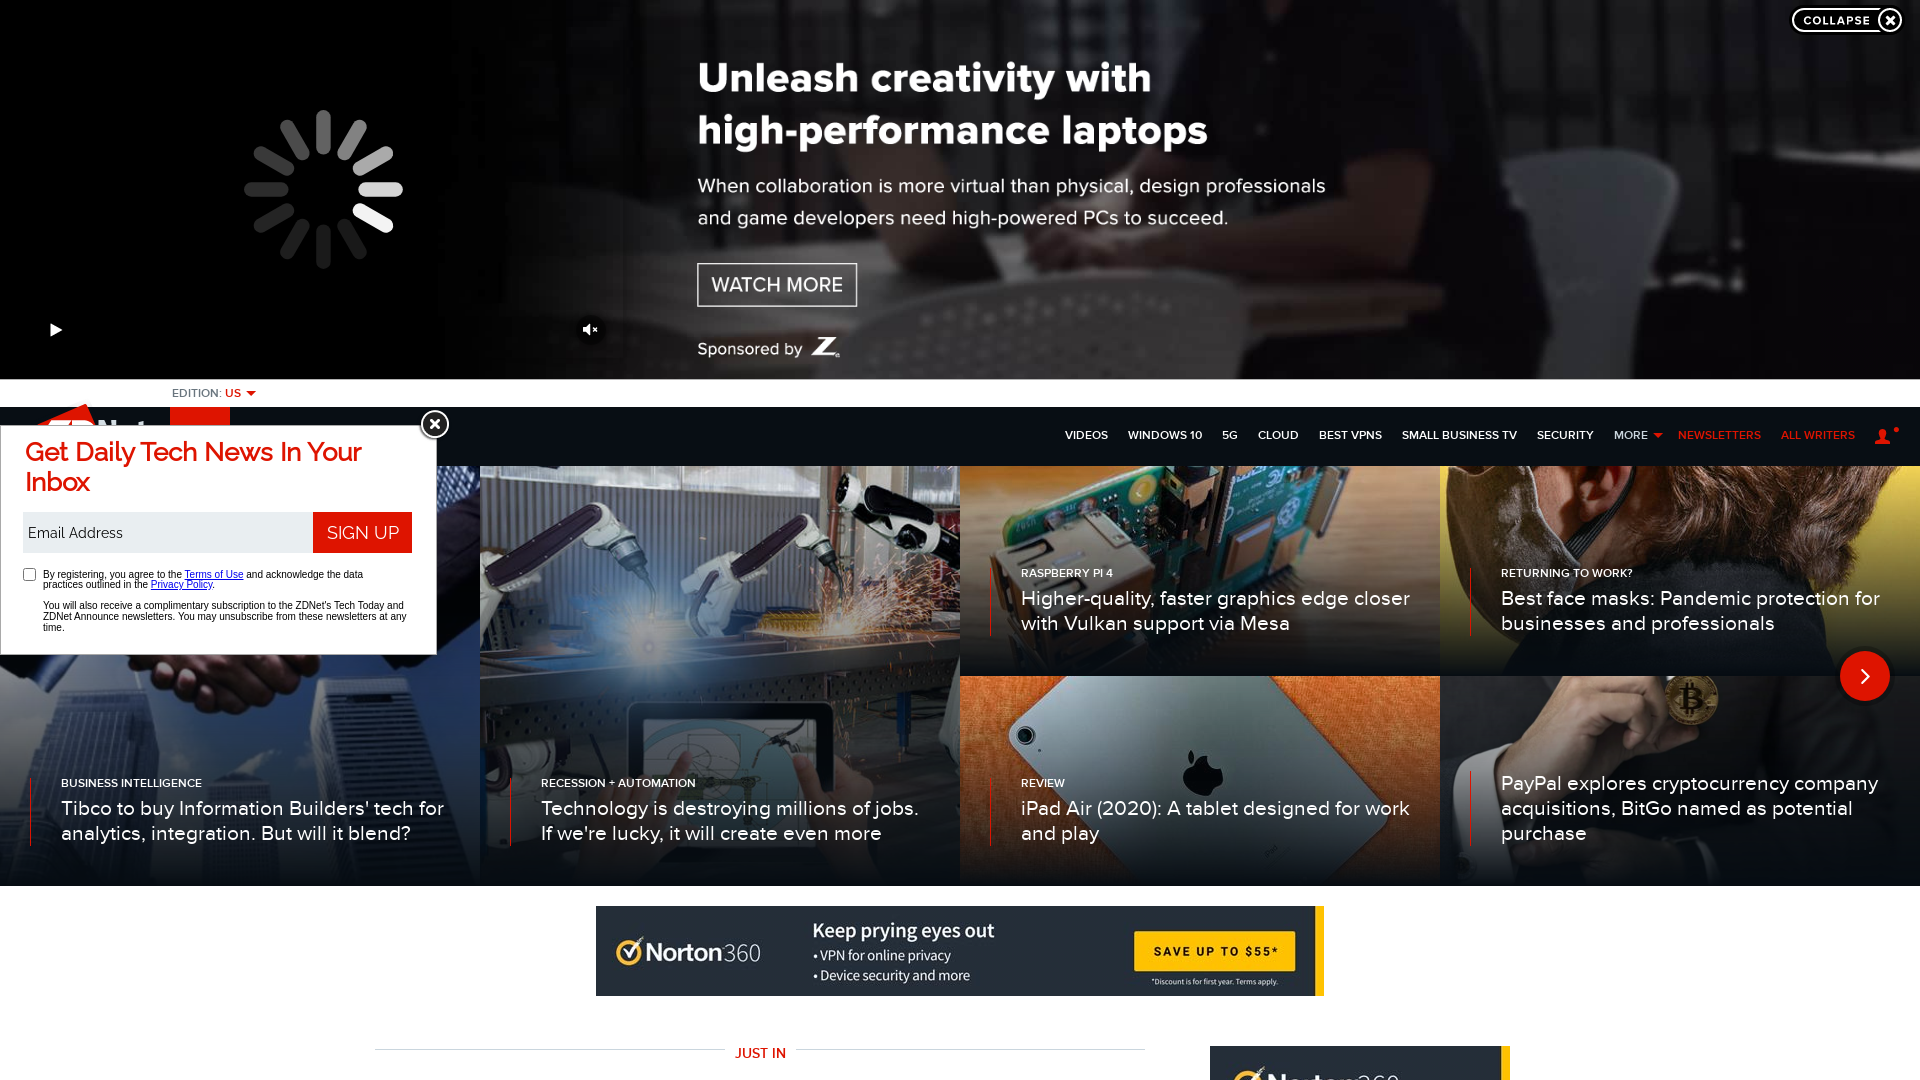 COLLAPSE
Unleash creativity with
high-performance laptops
When collaboration is more virtual than physical, design professionals
and game developers need high-powered PCs to succeed.
WATCH MORE
Sponsored by Z
EDITION: US
VIDEOS WINDOWS 10 5G CLOUD BEST VPNS SMALL BUSINESS TV SECURITY MORE NEWSLETTERS ALL WRITERS
Get Daily Tech News In Your
Inbox
Email Address
SIGN UP
By registering, you agree to the Terms of Use and acknowledge the data
practices outlined in the Privacy Policy.
You will also receive a complimentary subscription to the ZDNet's Tech Today and
ZDNet Announce newsletters. You may unsubscribe from these newsletters at any
time.
RASPBERRY PI 4
Higher-quality, faster graphics edge closer
with Vulkan support via Mesa
RETURNING TO WORK?
Best face masks: Pandemic protection for
businesses and professionals
BUSINESS INTELLIGENCE
Tibco to buy Information Builders' tech for
analytics, integration. But will it blend?
RECESSION + AUTOMATION
Technology is destroying millions of jobs.
If we're lucky, it will create even more
REVIEW
iPad Air (2020): A tablet designed for work
and play
PayPal explores cryptocurrency company
acquisitions, BitGo named as potential
purchase
Norton360
Keep prying eyes out
• VPN for online privacy
• Device security and more
SAVE UP TO $55*
*Discount is for first year. Terms apply.
JUST IN